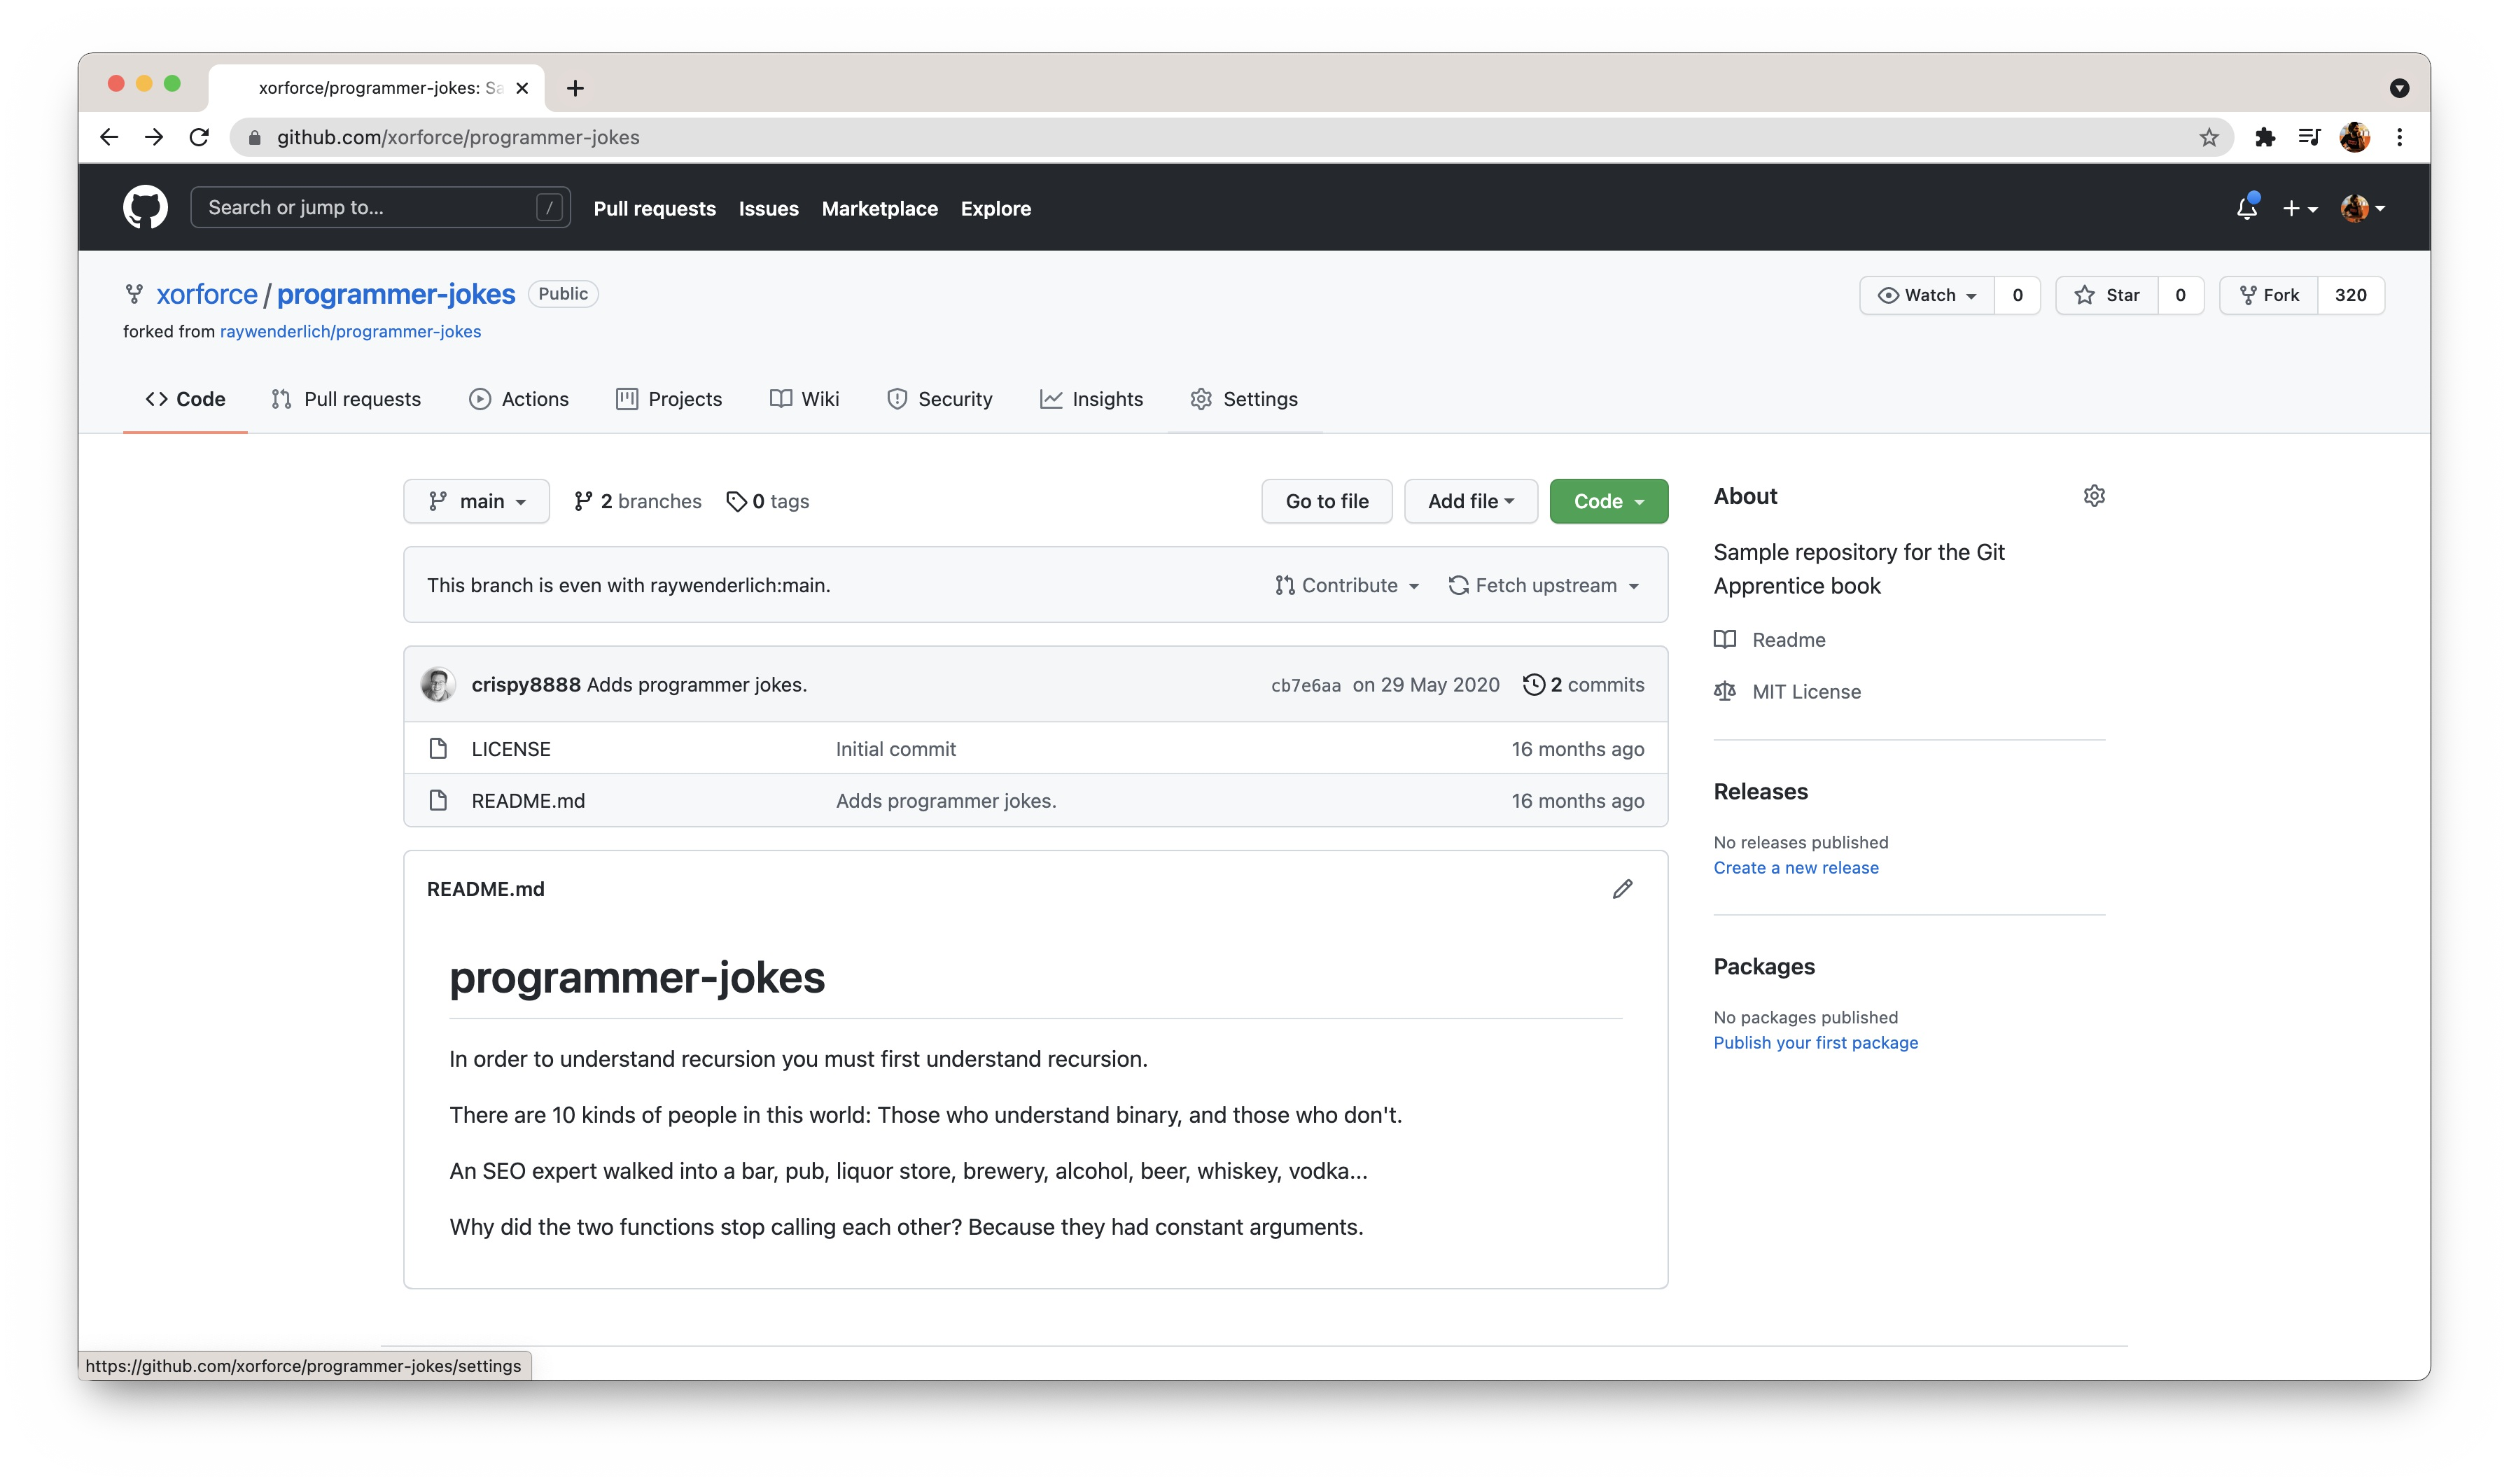 xorforce/programmer-jokes: Sa
github.com/xorforce/programmer-jokes
Search or jump to... /
Pull requests Issues Marketplace Explore
xorforce / programmer-jokes Public
Watch 0 Star 0 Fork 320
forked from raywenderlich/programmer-jokes
Code Pull requests Actions Projects Wiki Security Insights Settings
main 2 branches 0 tags Go to file Add file Code
This branch is even with raywenderlich:main. Contribute Fetch upstream
crispy8888 Adds programmer jokes. cb7e6aa on 29 May 2020 2 commits
LICENSE Initial commit 16 months ago
README.md Adds programmer jokes. 16 months ago
README.md
programmer-jokes
In order to understand recursion you must first understand recursion.
There are 10 kinds of people in this world: Those who understand binary, and those who don't.
An SEO expert walked into a bar, pub, liquor store, brewery, alcohol, beer, whiskey, vodka...
Why did the two functions stop calling each other? Because they had constant arguments.
About
Sample repository for the Git
Apprentice book
Readme
MIT License
Releases
No releases published
Create a new release
Packages
No packages published
Publish your first package
https://github.com/xorforce/programmer-jokes/settings